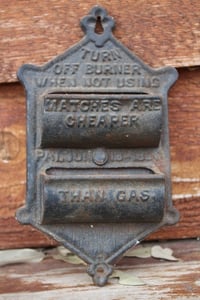 TURN
OFF BURNER
WHEN NOT USING
MATCHES ARE
CHEAPER
THAN GAS.